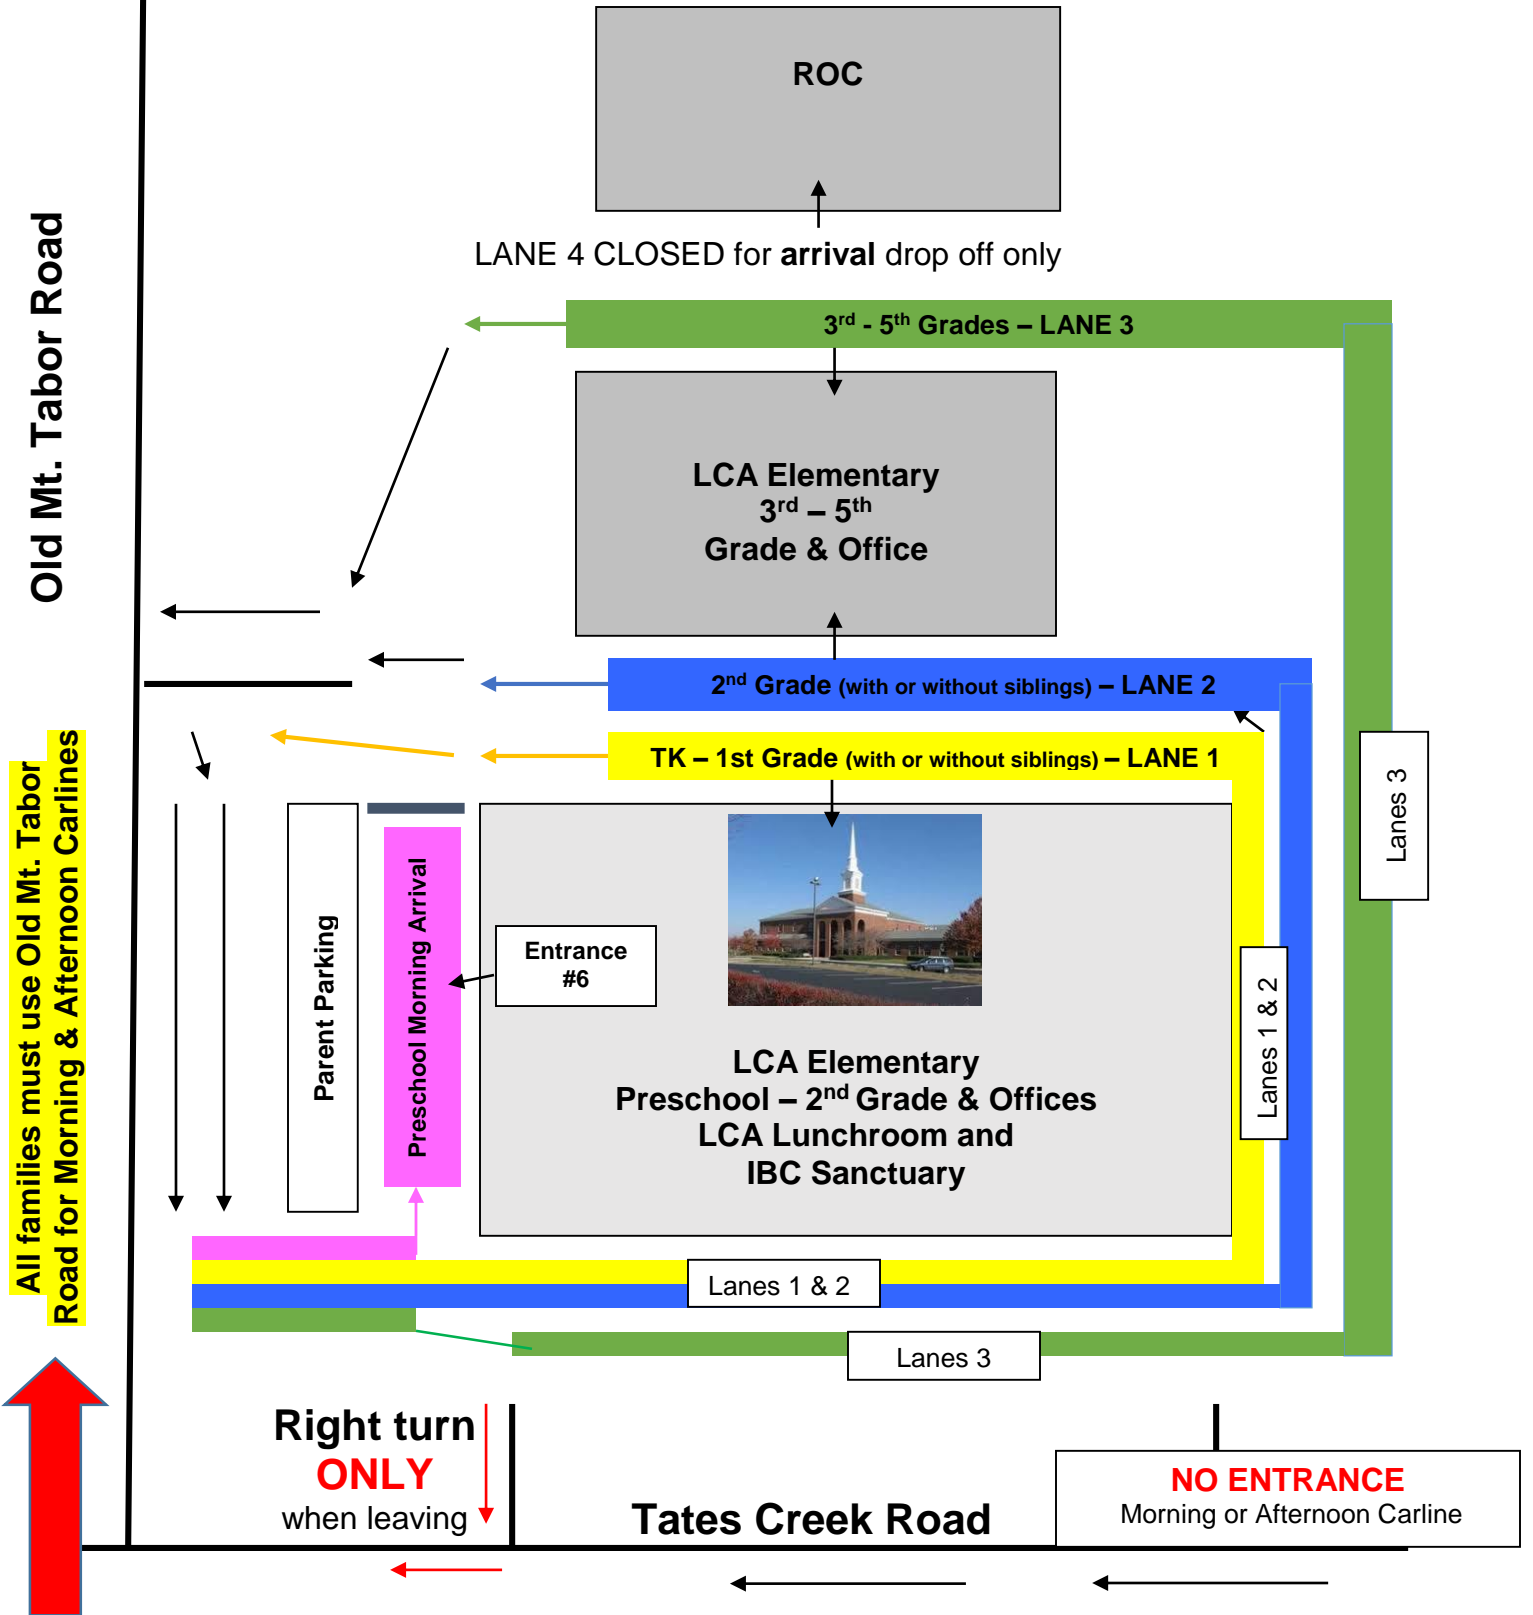 ROC
LANE 4 CLOSED for arrival drop off only
3rd - 5th Grades – LANE 3
Old Mt. Tabor Road
LCA Elementary
3rd – 5th
Grade & Office
2nd Grade (with or without siblings) – LANE 2
TK – 1st Grade (with or without siblings) – LANE 1
All families must use Old Mt. Tabor
Road for Morning & Afternoon Carlines
Lanes 3
Parent Parking
Preschool Morning Arrival
Entrance
#6
Lanes 1 & 2
LCA Elementary
Preschool – 2nd Grade & Offices
LCA Lunchroom and
IBC Sanctuary
Lanes 1 & 2
Lanes 3
Right turn
ONLY
when leaving
Tates Creek Road
NO ENTRANCE
Morning or Afternoon Carline